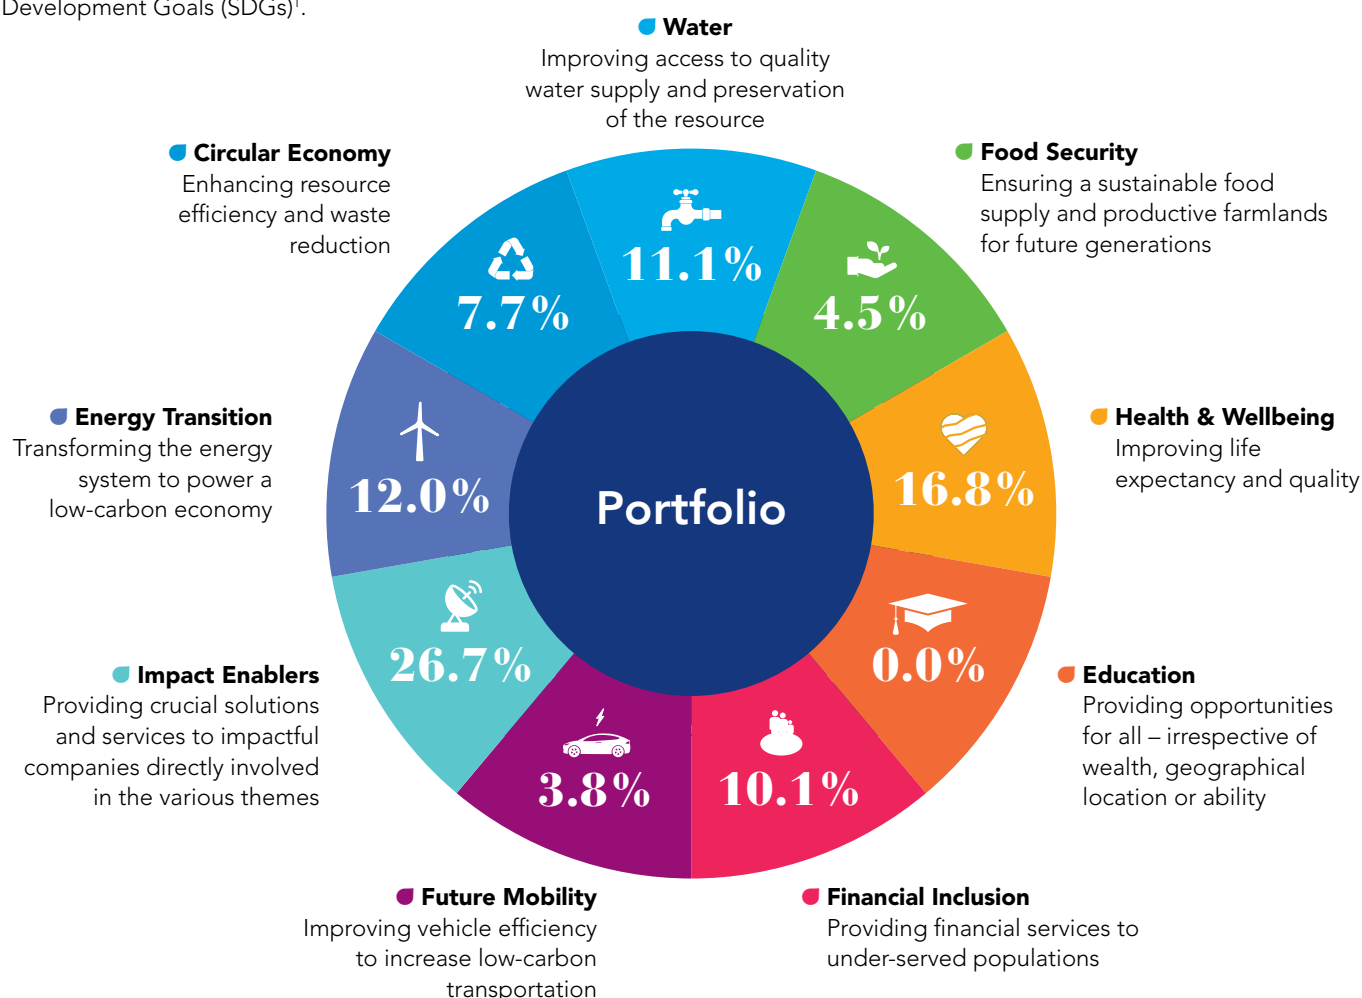 Development Goals (SDGs)¹.
Water
Improving access to quality
water supply and preservation
of the resource
Circular Economy
Enhancing resource
efficiency and waste
reduction
Food Security
Ensuring a sustainable food
supply and productive farmlands
for future generations
11.1%
7.7%
4.5%
Energy Transition
Transforming the energy
system to power a
low-carbon economy
Health & Wellbeing
Improving life
expectancy and quality
12.0%
Portfolio
16.8%
26.7%
0.0%
Impact Enablers
Providing crucial solutions
and services to impactful
companies directly involved
in the various themes
Education
Providing opportunities
for all – irrespective of
wealth, geographical
location or ability
3.8%
10.1%
Future Mobility
Improving vehicle efficiency
to increase low-carbon
transportation
Financial Inclusion
Providing financial services to
under-served populations